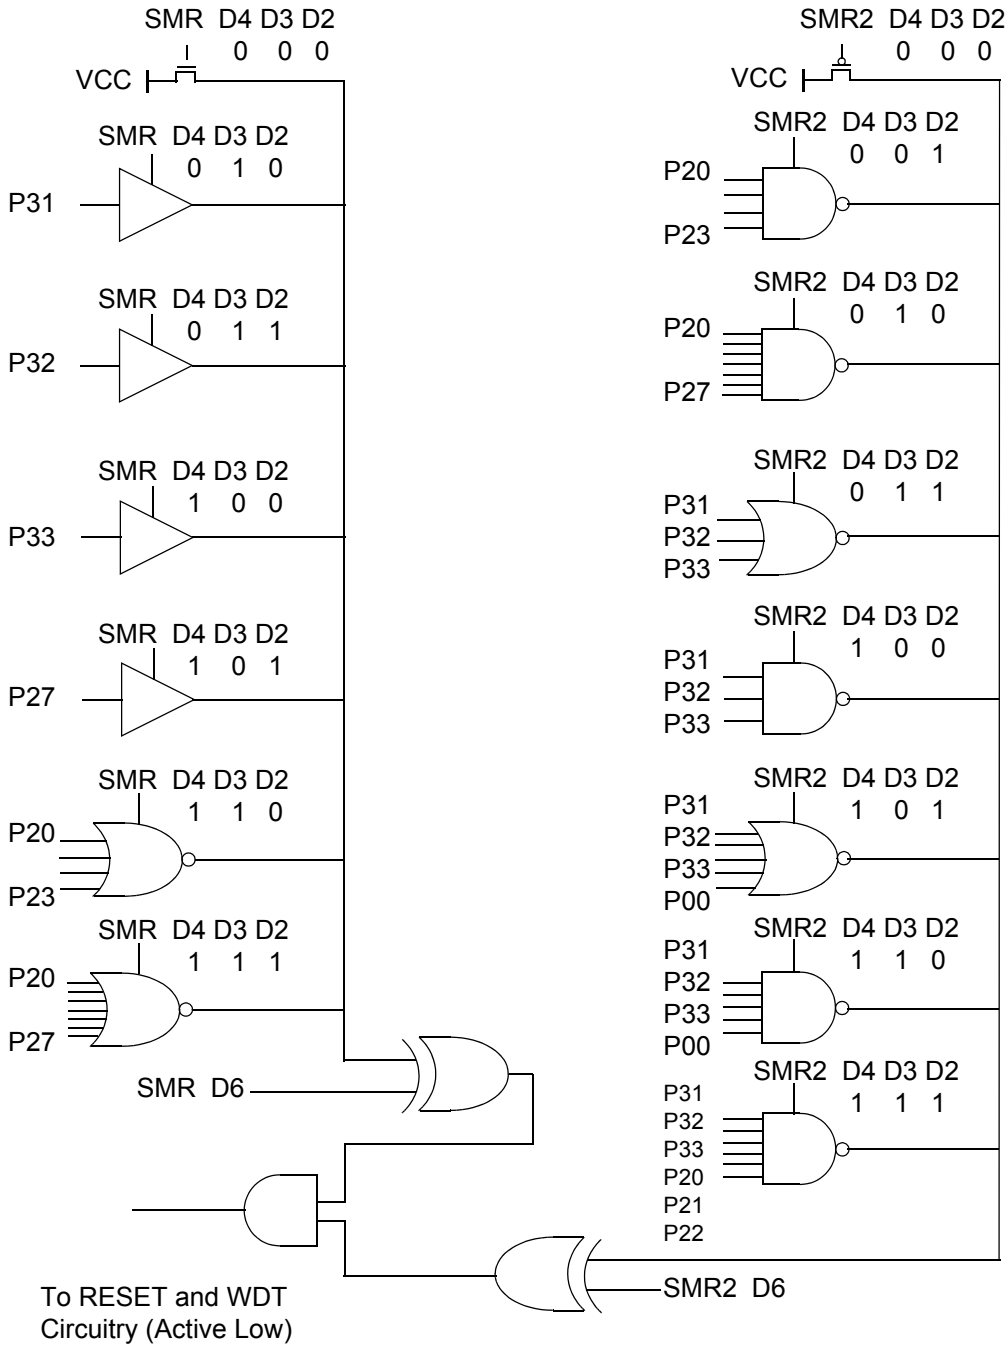 SMR D4 D3 D2
0 0 0
VCC
SMR D4 D3 D2
0 1 0
P31
SMR D4 D3 D2
0 1 1
P32
SMR D4 D3 D2
1 0 0
P33
SMR D4 D3 D2
1 0 1
P27
SMR D4 D3 D2
1 1 0
P20
P23
SMR D4 D3 D2
1 1 1
P20
P27
SMR D6
To RESET and WDT
Circuitry (Active Low)
SMR2 D4 D3 D2
0 0 0
VCC
SMR2 D4 D3 D2
0 0 1
P20
P23
SMR2 D4 D3 D2
0 1 0
P20
P27
SMR2 D4 D3 D2
0 1 1
P31
P32
P33
SMR2 D4 D3 D2
1 0 0
P31
P32
P33
SMR2 D4 D3 D2
1 0 1
P31
P32
P33
P00
SMR2 D4 D3 D2
1 1 0
P31
P32
P33
P00
SMR2 D4 D3 D2
1 1 1
P31
P32
P33
P20
P21
P22
SMR2 D6